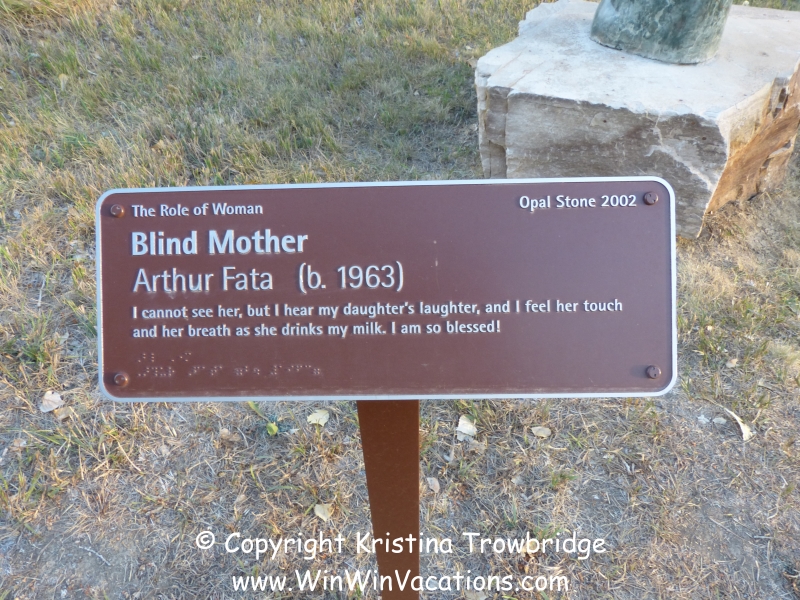 The Role of Woman
Opal Stone 2002
Blind Mother
Arthur Fata (b. 1963)
I cannot see her, but I hear my daughter's laughter, and I feel her touch
and her breath as she drinks my milk. I am so blessed!
© Copyright Kristina Trowbridge
www.WinWinVacations.com